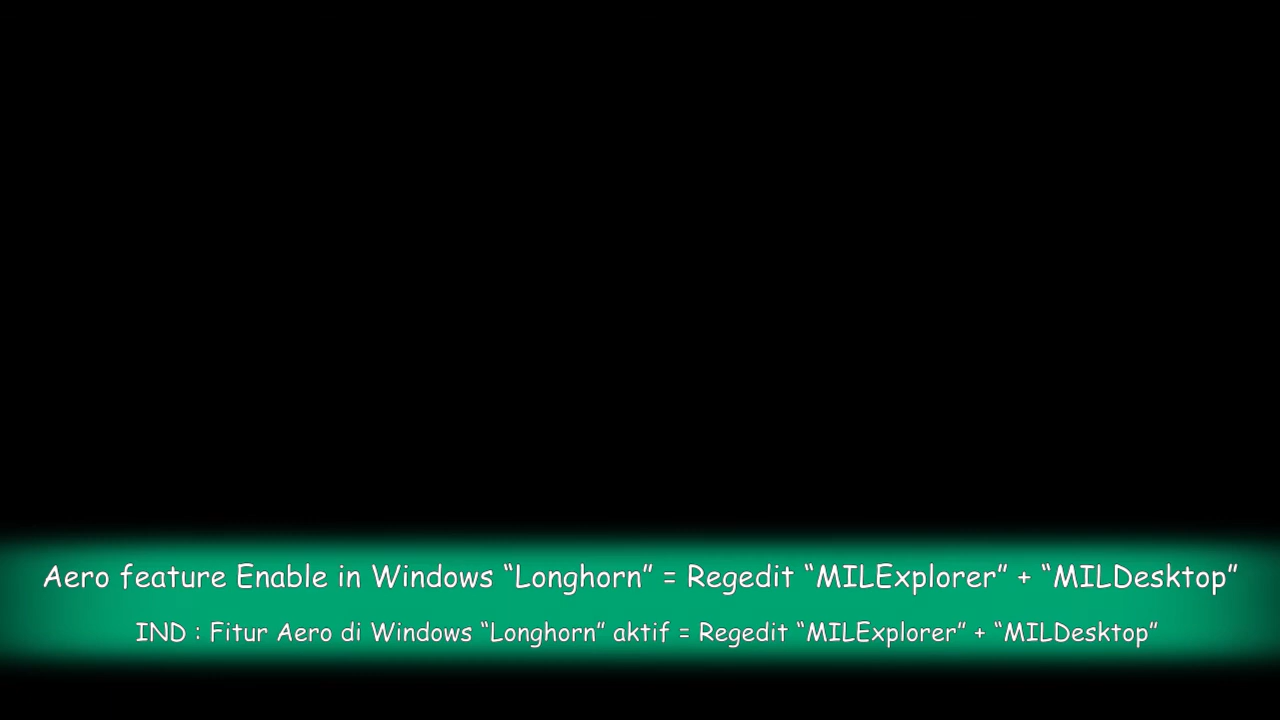 Aero feature Enable in Windows “Longhorn” = Regedit “MILExplorer” + “MILDesktop”
IND : Fitur Aero di Windows “Longhorn” aktif = Regedit “MILExplorer” + “MILDesktop”